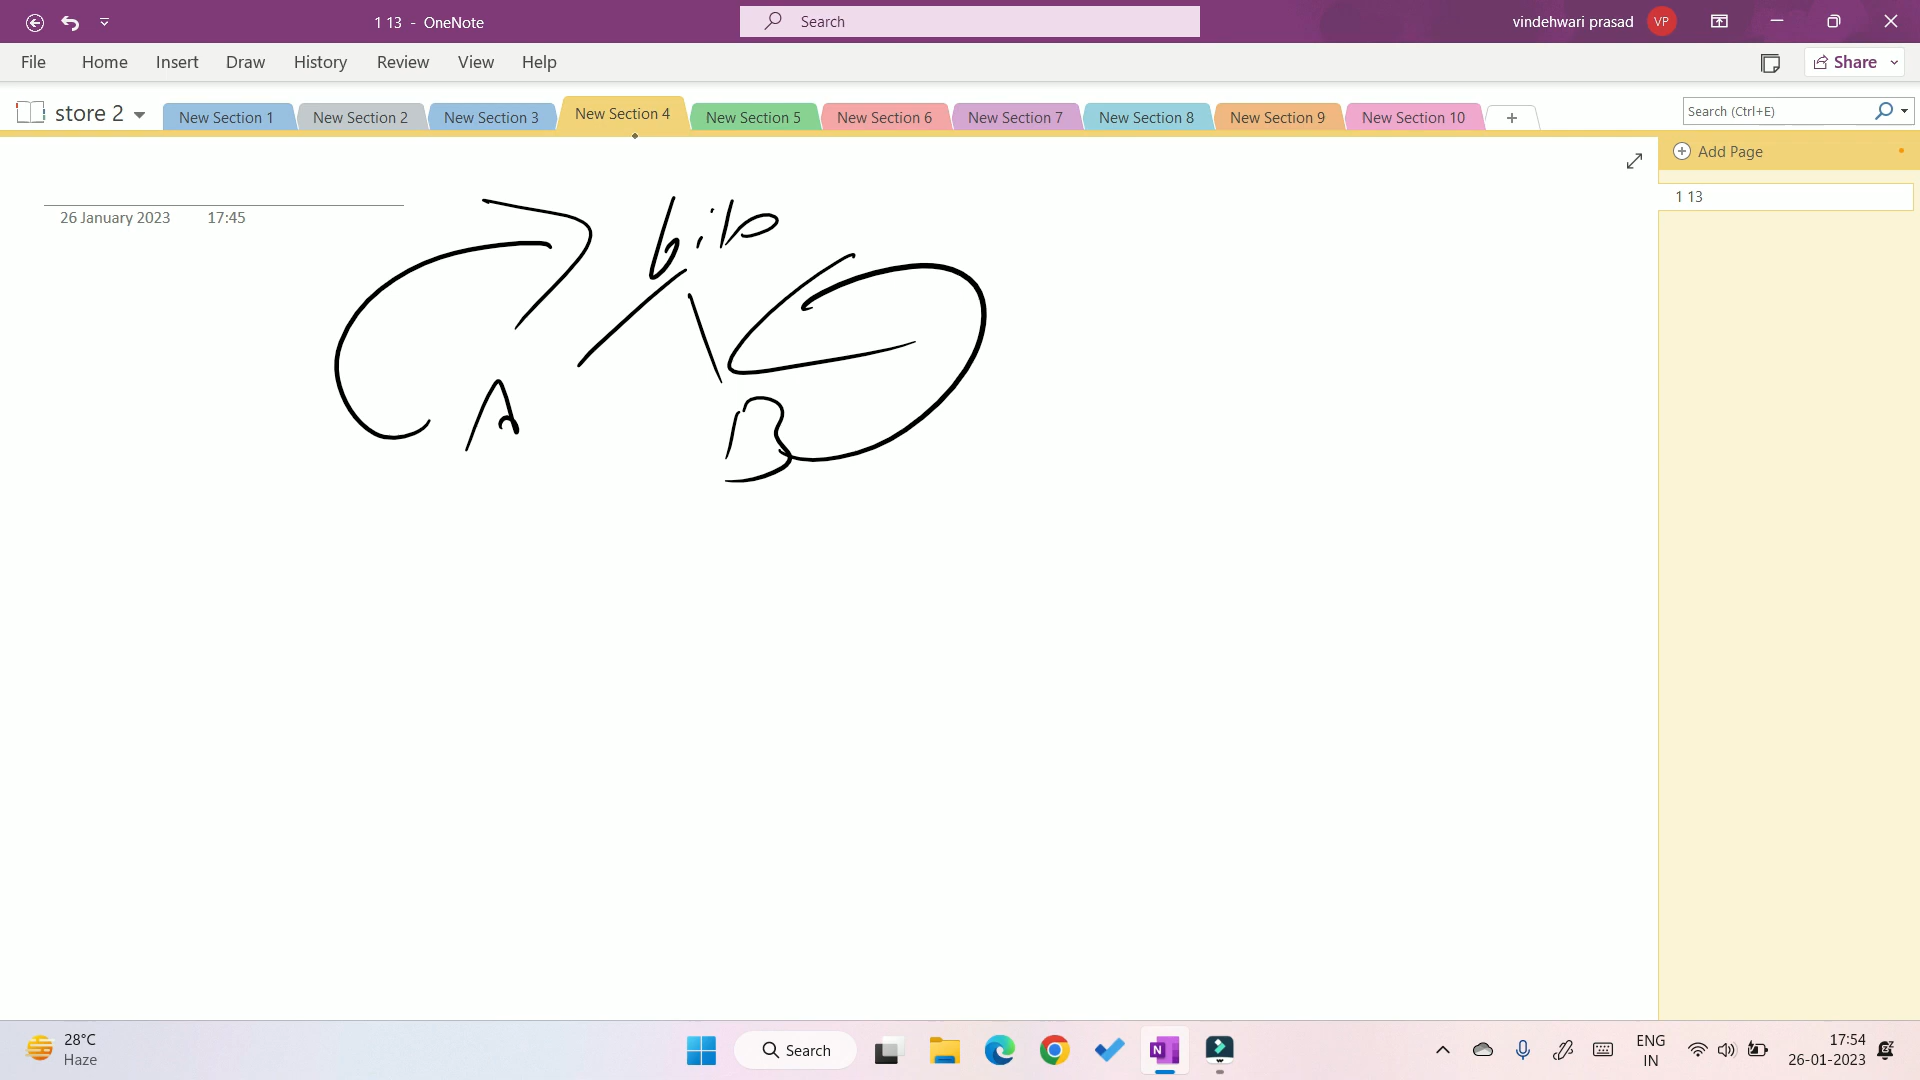 1 13 - OneNote
Search
vindehwari prasad VP
File Home Insert Draw History Review View Help
Share
store 2 New Section 1 New Section 2 New Section 3 New Section 4 New Section 5 New Section 6 New Section 7 New Section 8 New Section 9 New Section 10 +
Search (Ctrl+E)
Add Page
1 13
26 January 2023 17:45
A
B
28°C
Haze
Search
ENG
IN
17:54
26-01-2023